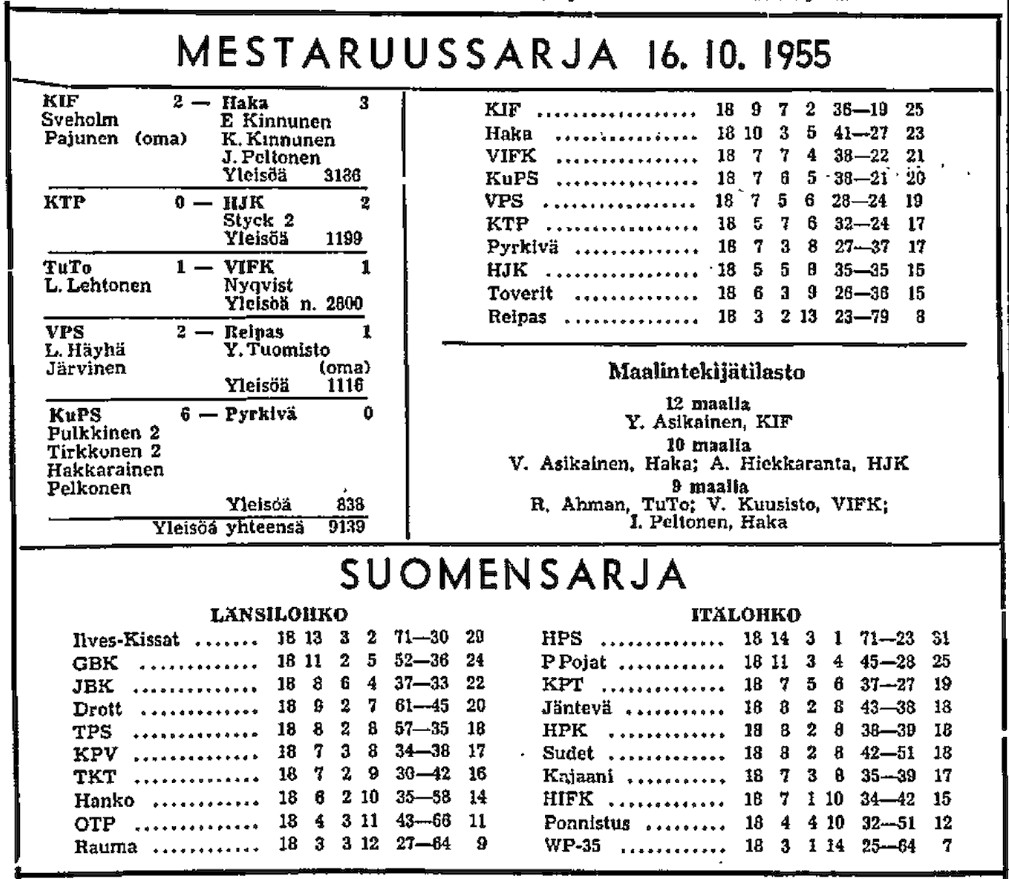 MESTARUUSSARJA 16. 10. 1955
KIF 2 — Haka 3
Sveholm E Kinnunen
Pajunen (oma) K. Kinnunen
J. Peltonen
Yleisöä 3186
KTP 0 — HJK 2
Styck 2
Yleisöä 1199
TuTo 1 — VIFK 1
L. Lehtonen Nyqvist
Yleisöä n. 2800
VPS 2 — Reipas 1
L. Häyhä Y. Tuomisto
Järvinen (oma)
Yleisöä 1116
KuPS 6 — Pyrkivä 0
Pulkkinen 2
Tirkkonen 2
Hakkarainen
Pelkonen
Yleisöä 838
Yleisöä yhteensä 9139
KIF ................ 18 9 7 2 36—19 25
Haka ................ 18 10 3 5 41—27 23
VIFK ................ 18 7 7 4 38—22 21
KuPS ................ 18 7 6 5 38—21 20
VPS ................ 18 7 5 6 28—24 19
KTP ................ 18 5 7 6 32—24 17
Pyrkivä ............... 18 7 3 8 27—37 17
HJK ................ 18 5 5 8 35—35 15
Toverit ............... 18 6 3 9 26—36 15
Reipas ............... 18 3 2 13 23—79 8
Maalintekijätilasto
12 maalia
Y. Asikainen, KIF
10 maalia
V. Asikainen, Haka; A. Hiekkaranta, HJK
9 maalia
R. Ahman, TuTo; V. Kuusisto, VIFK;
I. Peltonen, Haka
SUOMENSARJA
LÄNSILOHKO
Ilves-Kissat ....... 18 13 3 2 71—30 29
GBK ............. 18 11 2 5 52—36 24
JBK ............. 18 8 6 4 37—33 22
Drott ............. 18 9 2 7 61—45 20
TPS ............. 18 8 2 8 57—35 18
KPV ............. 18 7 3 8 34—38 17
TKT ............. 18 7 2 9 30—42 16
Hanko ............ 18 6 2 10 35—58 14
OTP ............. 18 4 3 11 43—66 11
Rauma ............ 18 3 3 12 27—64 9
ITÄLOHKO
HPS ............. 18 14 3 1 71—23 31
P Pojat ............ 18 11 3 4 45—28 25
KPT ............. 18 7 5 6 37—27 19
Jäntevä ............ 18 8 2 8 43—38 18
HPK ............. 18 8 2 8 38—39 18
Sudet ............. 18 8 2 8 42—51 18
Kajaani ............ 18 7 3 8 35—39 17
HIFK ............. 18 7 1 10 34—42 15
Ponnistus ......... 18 4 4 10 32—51 12
WP-35 ............ 18 3 1 14 25—64 7